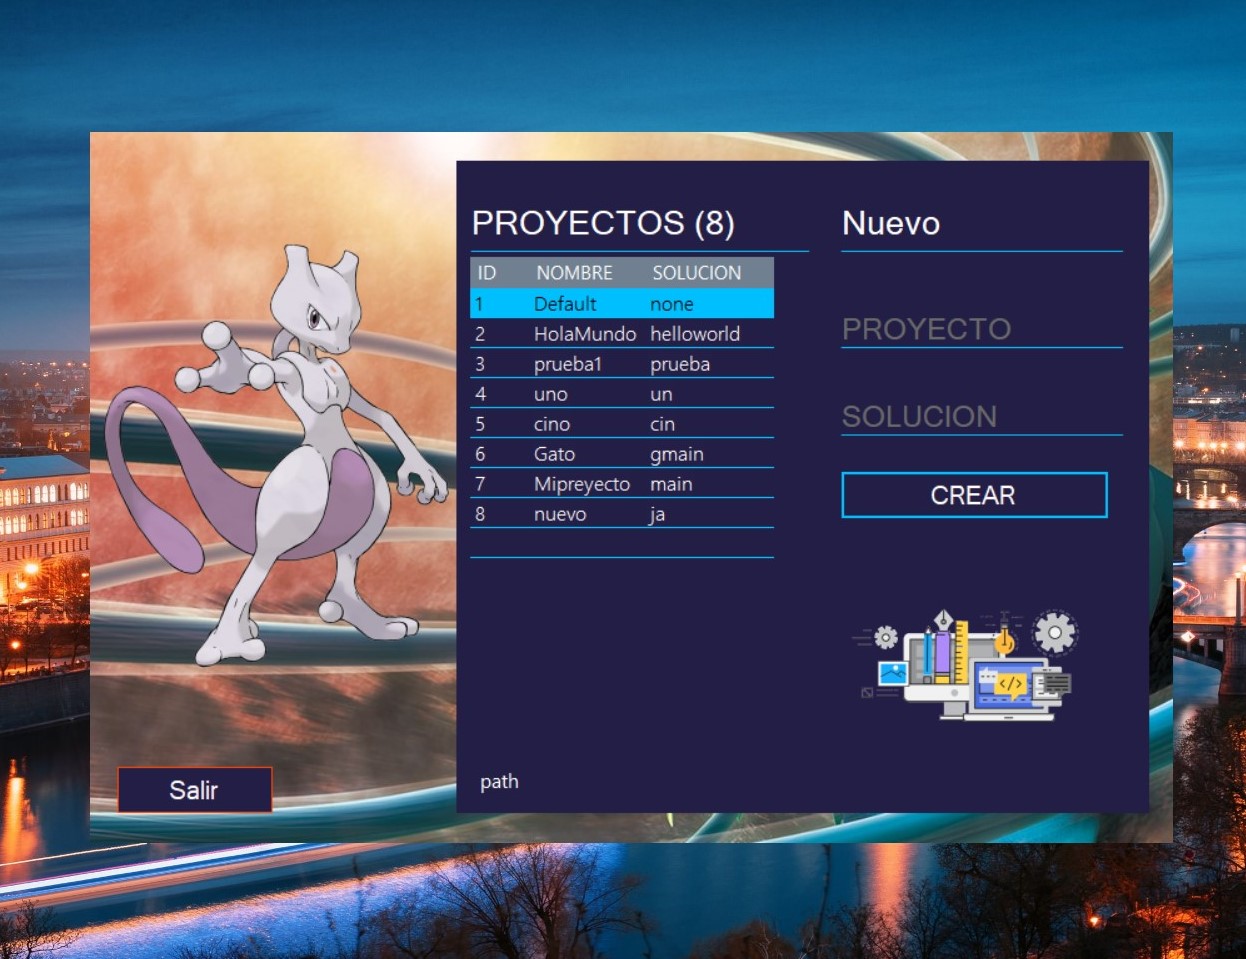 PROYECTOS (8)
ID NOMBRE SOLUCION
1 Default none
2 HolaMundo helloworld
3 prueba1 prueba
4 uno un
5 cino cin
6 Gato gmain
7 Mipreyecto main
8 nuevo ja
path
Nuevo
PROYECTO
SOLUCION
CREAR
</>
Salir